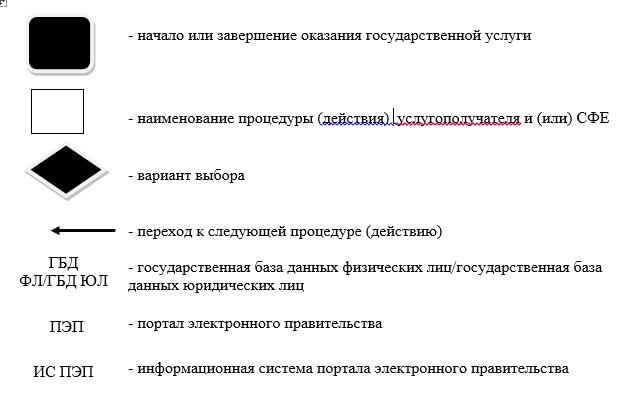 - начало или завершение оказания государственной услуги
- наименование процедуры (действия) услугополучателя и (или) СФЕ
- вариант выбора
- переход к следующей процедуре (действию)
ГБД
ФЛ/ГБД ЮЛ
- государственная база данных физических лиц/государственная база
данных юридических лиц
ПЭП
- портал электронного правительства
ИС ПЭП
- информационная система портала электронного правительства